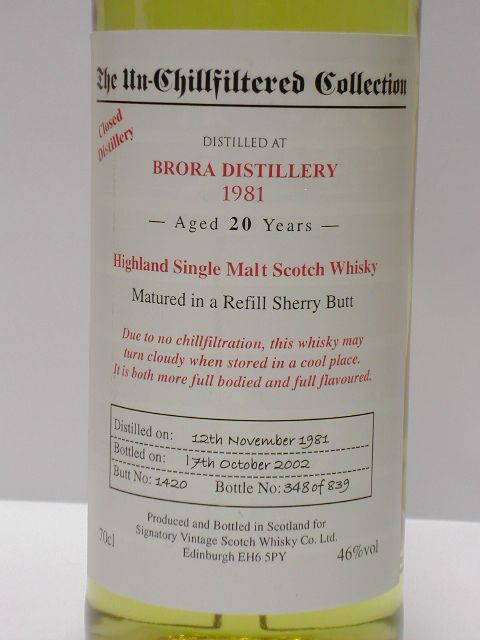 The Un-Chillfiltered Collection
Closed
Distillery
DISTILLED AT
BRORA DISTILLERY
1981
— Aged 20 Years —
Highland Single Malt Scotch Whisky
Matured in a Refill Sherry Butt
Due to no chillfiltration, this whisky may
turn cloudy when stored in a cool place.
It is both more full bodied and full flavoured.
Distilled on: 12th November 1981
Bottled on: 17th October 2002
Butt No: 1420 Bottle No: 348 of 839
Produced and Bottled in Scotland for
Signatory Vintage Scotch Whisky Co. Ltd.
Edinburgh EH6 5PY
70cl
46%vol